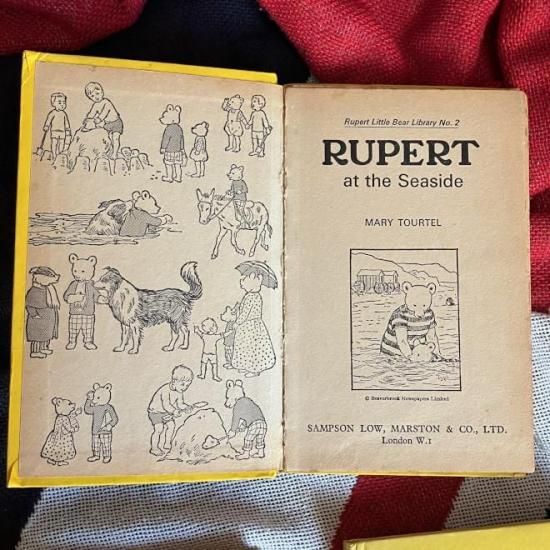 Rupert Little Bear Library No. 2
RUPERT
at the Seaside
MARY TOURTEL
© Beaverbrook Newspapers Limited
SAMPSON LOW, MARSTON & CO., LTD.
London W.1